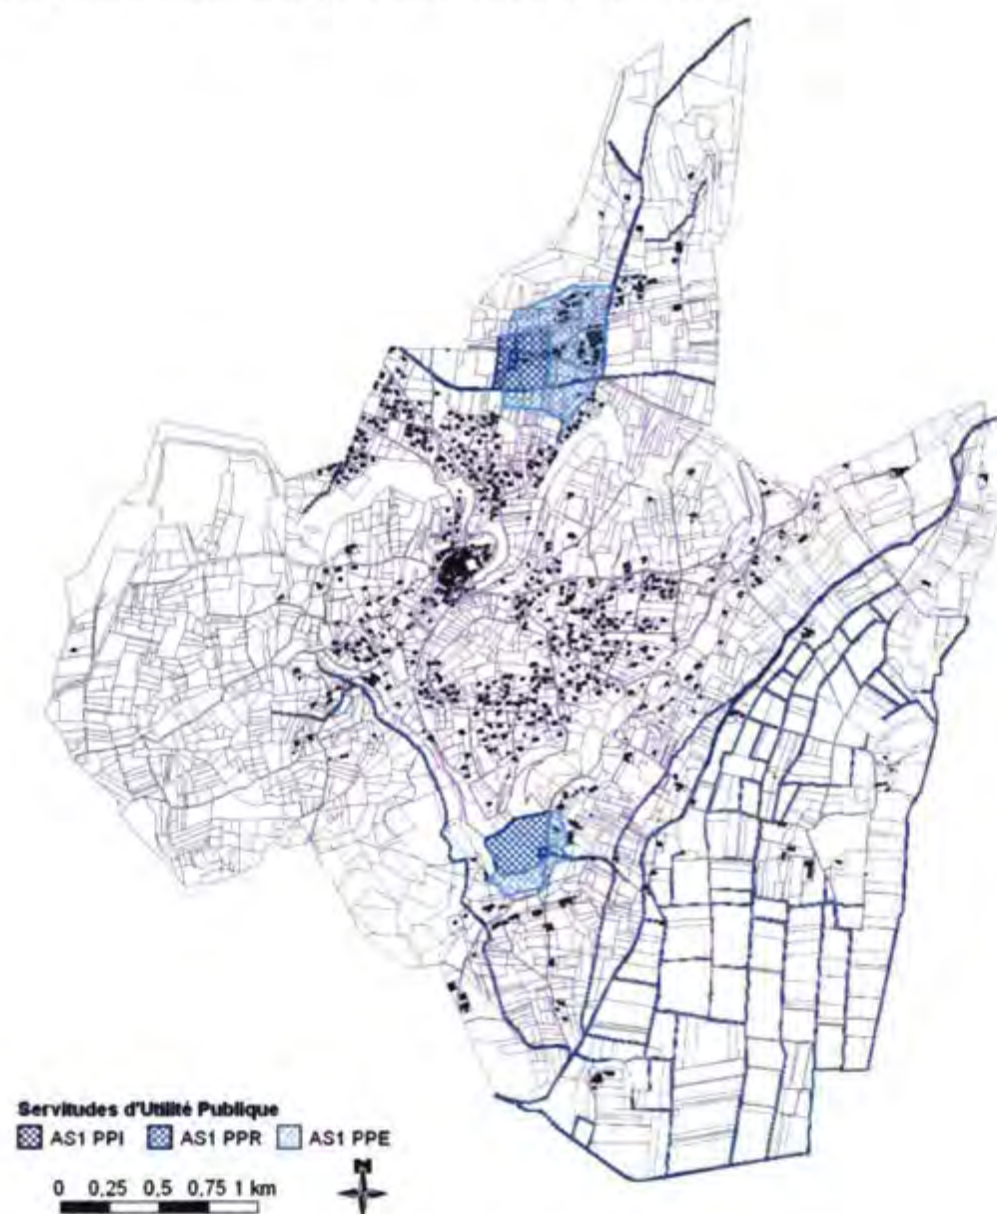 Servitudes d'Utilité Publique
AS1 PPI AS1 PPR AS1 PPE
N
0 0,25 0,5 0,75 1 km